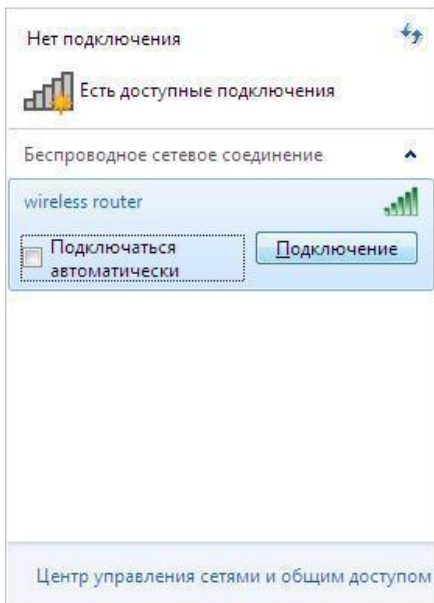 Нет подключения
Есть доступные подключения
Беспроводное сетевое соединение
wireless router
Подключаться
автоматически
Подключение
Центр управления сетями и общим доступом